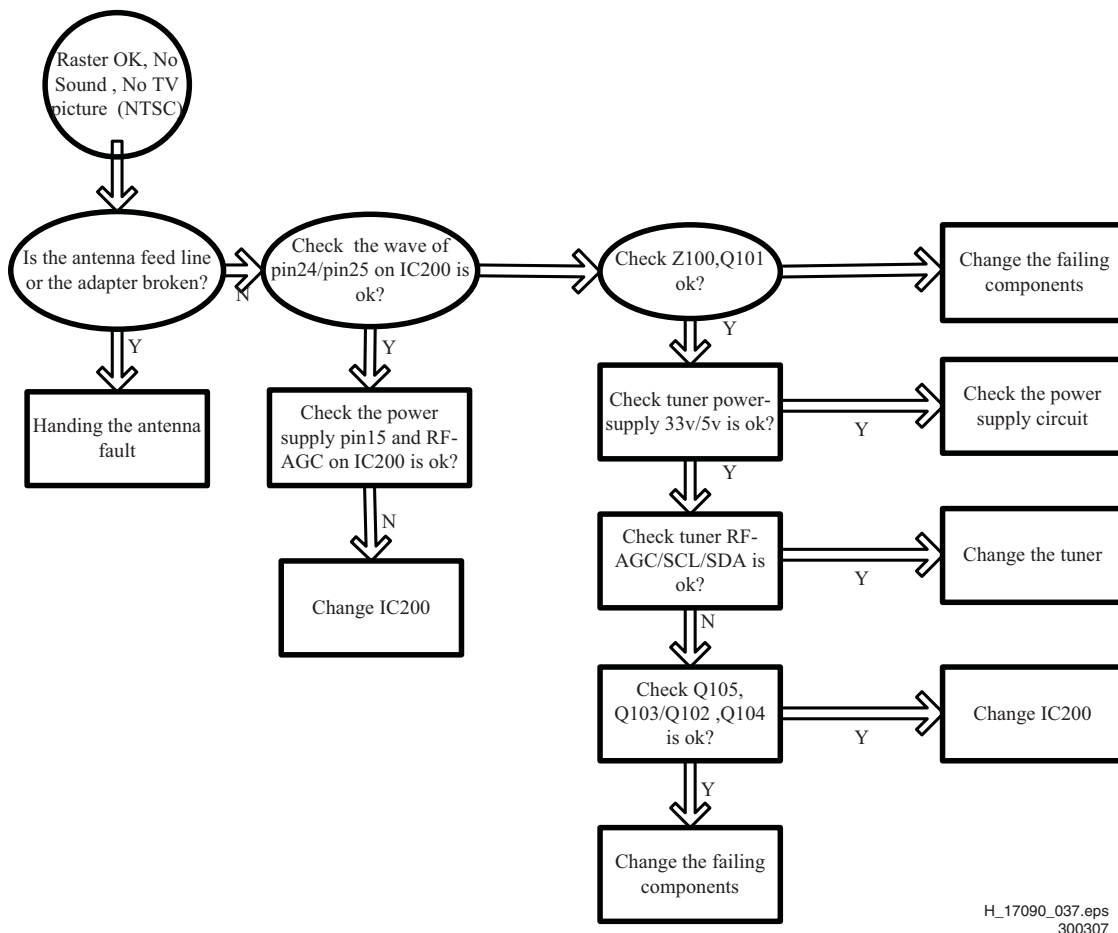 Raster OK, No
Sound , No TV
picture  (NTSC)
Is the antenna feed line
or the adapter broken?
N
Check  the wave of
pin24/pin25 on IC200 is
ok?
Check Z100,Q101
ok?
Change the failing
components
Y
Handing the antenna
fault
Y
Check the power
supply pin15 and RF-
AGC on IC200 is ok?
N
Change IC200
Y
Check tuner power-
supply 33v/5v is ok?
Y
Check the power
supply circuit
Y
Check tuner RF-
AGC/SCL/SDA is
ok?
Y
Change the tuner
N
Check Q105,
Q103/Q102 ,Q104
is ok?
Y
Change IC200
Y
Change the failing
components
H_17090_037.eps
300307